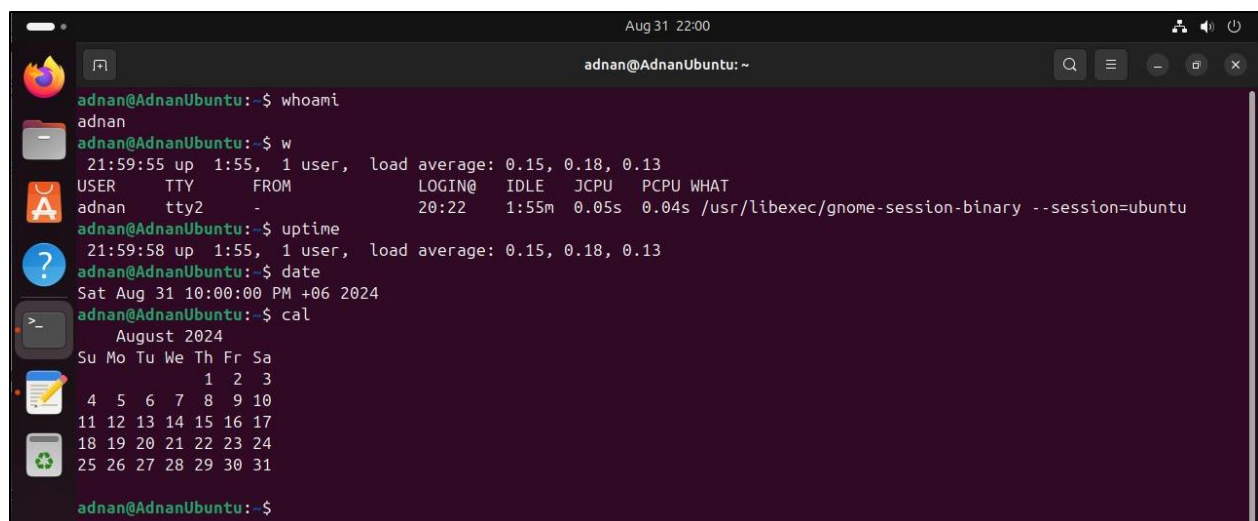 Aug 31 22:00
adnan@AdnanUbuntu: ~
adnan@AdnanUbuntu:~$ whoami
adnan
adnan@AdnanUbuntu:~$ w
 21:59:55 up  1:55,  1 user,  load average: 0.15, 0.18, 0.13
USER     TTY      FROM             LOGIN@   IDLE   JCPU   PCPU WHAT
adnan    tty2     -                20:22    1:55m  0.05s  0.04s /usr/libexec/gnome-session-binary --session=ubuntu
adnan@AdnanUbuntu:~$ uptime
 21:59:58 up  1:55,  1 user,  load average: 0.15, 0.18, 0.13
adnan@AdnanUbuntu:~$ date
Sat Aug 31 10:00:00 PM +06 2024
adnan@AdnanUbuntu:~$ cal
    August 2024
Su Mo Tu We Th Fr Sa
             1  2  3
 4  5  6  7  8  9 10
11 12 13 14 15 16 17
18 19 20 21 22 23 24
25 26 27 28 29 30 31
adnan@AdnanUbuntu:~$